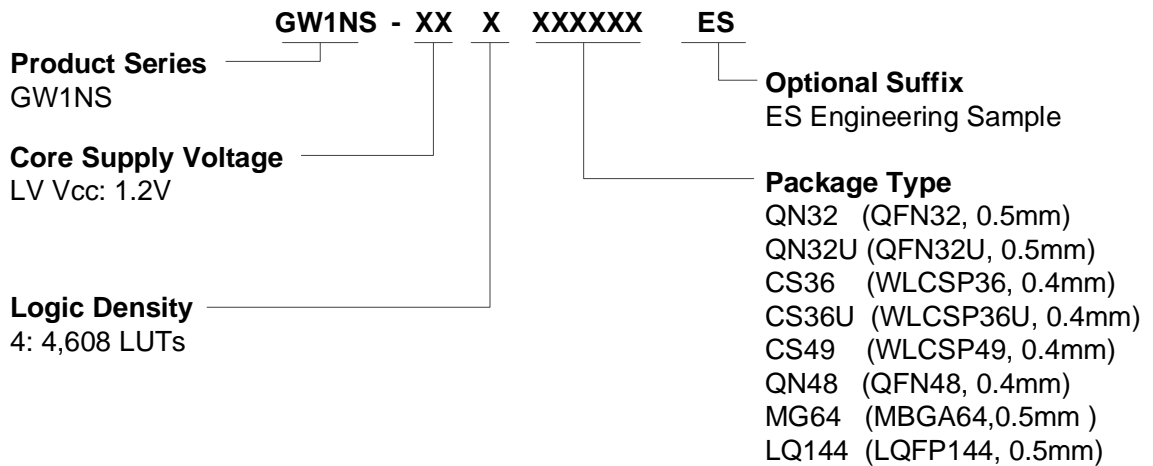 GW1NS - XX X XXXXXX ES
Product Series
GW1NS
Core Supply Voltage
LV Vcc: 1.2V
Logic Density
4: 4,608 LUTs
Optional Suffix
ES Engineering Sample
Package Type
QN32 (QFN32, 0.5mm)
QN32U (QFN32U, 0.5mm)
CS36 (WLCSP36, 0.4mm)
CS36U (WLCSP36U, 0.4mm)
CS49 (WLCSP49, 0.4mm)
QN48 (QFN48, 0.4mm)
MG64 (MBGA64,0.5mm )
LQ144 (LQFP144, 0.5mm)